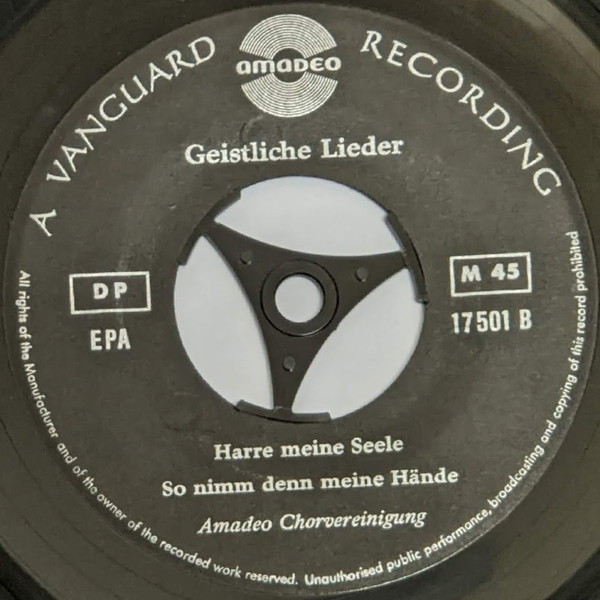 A VANGUARD RECORDING
amadeo
Geistliche Lieder
DP
EPA
M 45
17501 B
Harre meine Seele
So nimm denn meine Hände
Amadeo Chorvereinigung
All rights of the Manufacturer and of the owner of the recorded work reserved. Unauthorised public performance, broadcasting and copying of this record prohibited